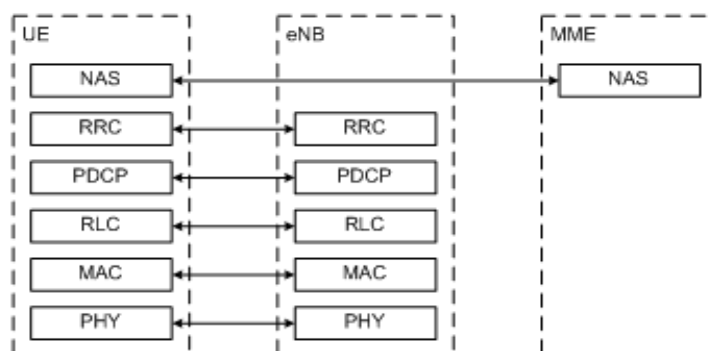 UE eNB MME
NAS NAS
RRC RRC
PDCP PDCP
RLC RLC
MAC MAC
PHY PHY